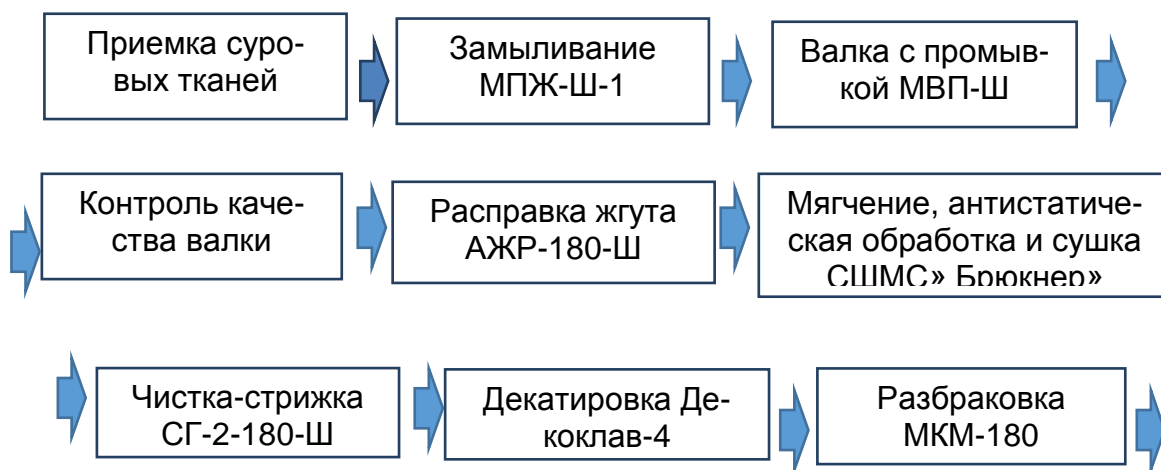 Приемка суро-
вых тканей
Замыливание
МПЖ-Ш-1
Валка с промыв-
кой МВП-Ш
Контроль каче-
ства валки
Расправка жгута
АЖР-180-Ш
Мягчение, антистатиче-
ская обработка и сушка
СШМС» Брюкнер»
Чистка-стрижка
СГ-2-180-Ш
Декатировка Де-
коклав-4
Разбраковка
МКМ-180